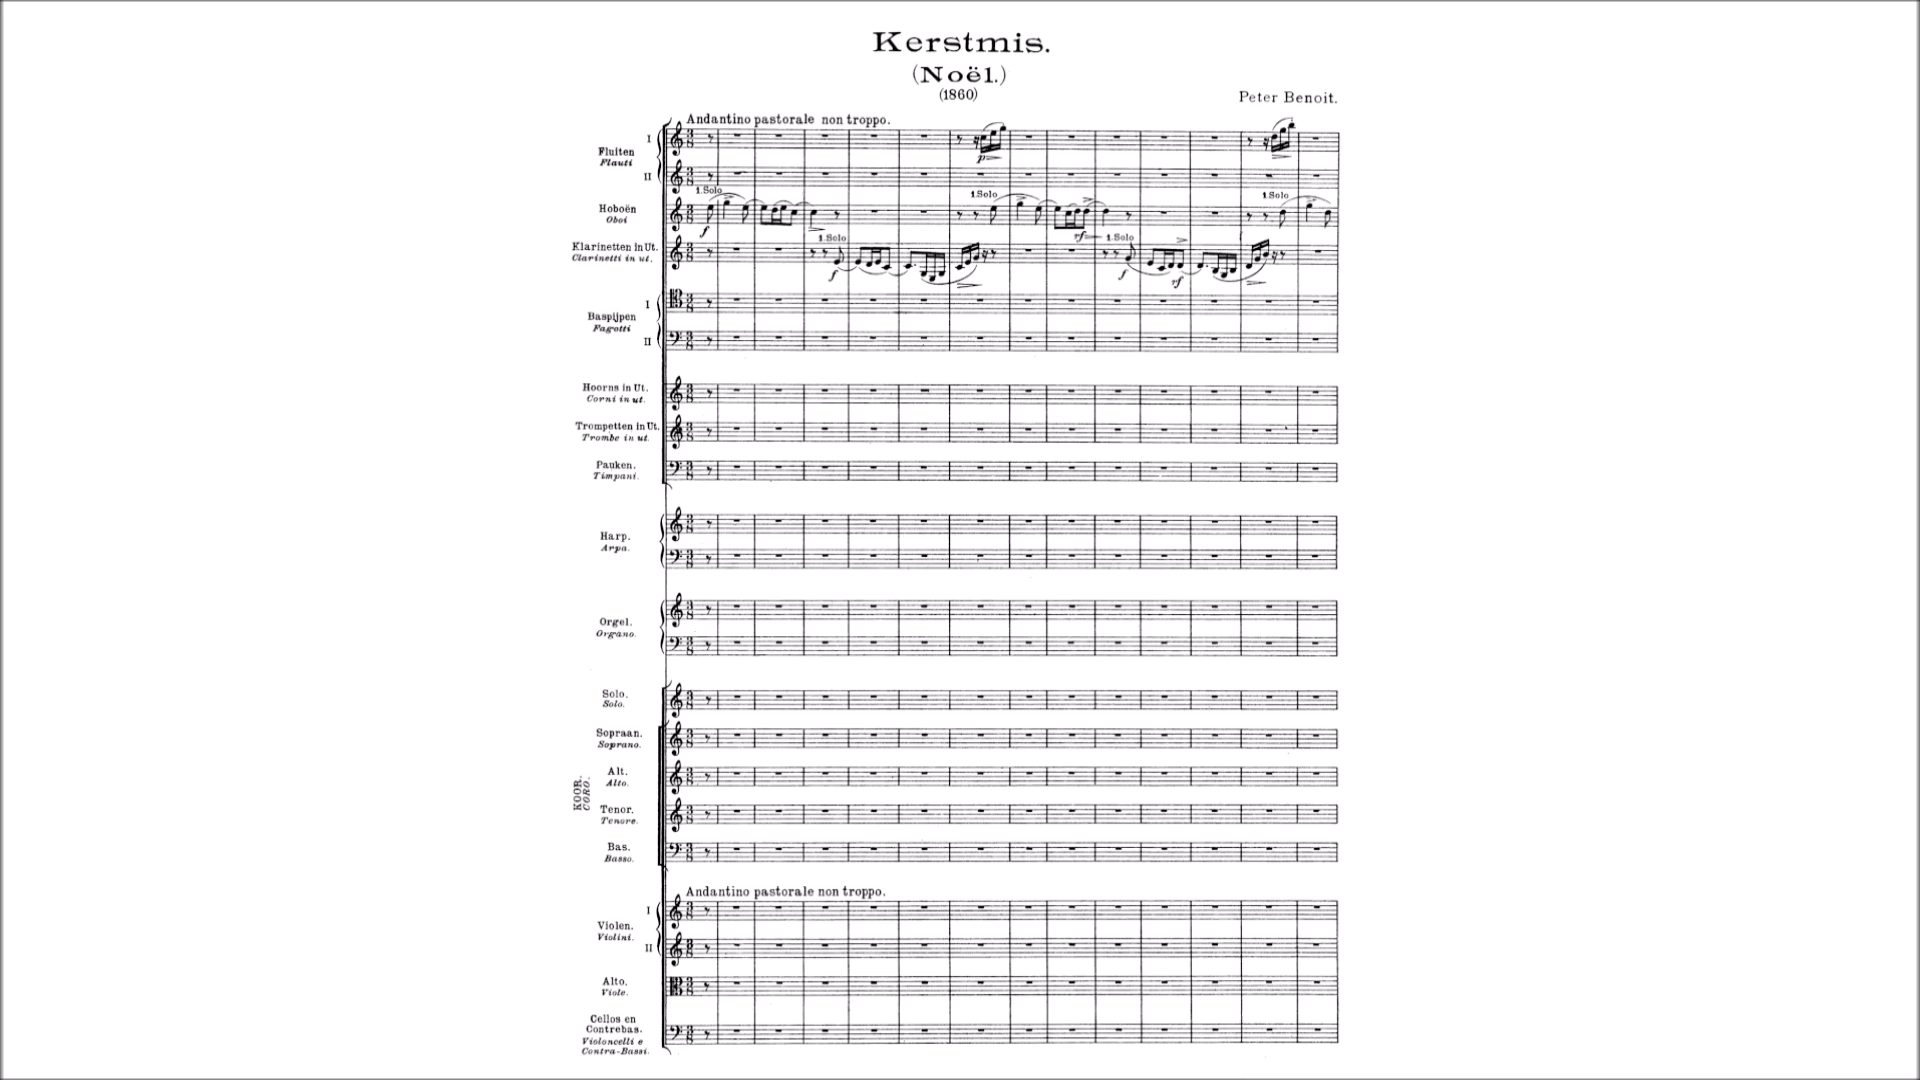 Kerstmis.
(Noël.)
(1860)
Peter Benoit.
Andantino pastorale non troppo.
I
Fluiten
Flauti
p
II
1.Solo
1.Solo
1.Solo
Hoboën
Oboi
f
rf
1.Solo
1.Solo
Klarinetten in Ut.
Clarinetti in ut.
f
f
rf
I
Baspijpen
Fagotti
II
Hoorns in Ut.
Corni in ut.
Trompetten in Ut.
Trombe in ut.
Pauken.
Timpani.
Harp.
Arpa.
Orgel.
Organo.
Solo.
Solo.
KOOR.
CORO.
Sopraan.
Soprano.
Alt.
Alto.
Tenor.
Tenore.
Bas.
Basso.
Andantino pastorale non troppo.
I
Violen.
Violini.
II
Alto.
Viole.
Cellos en
Contrebas.
Violoncelli e
Contra-Bassi.